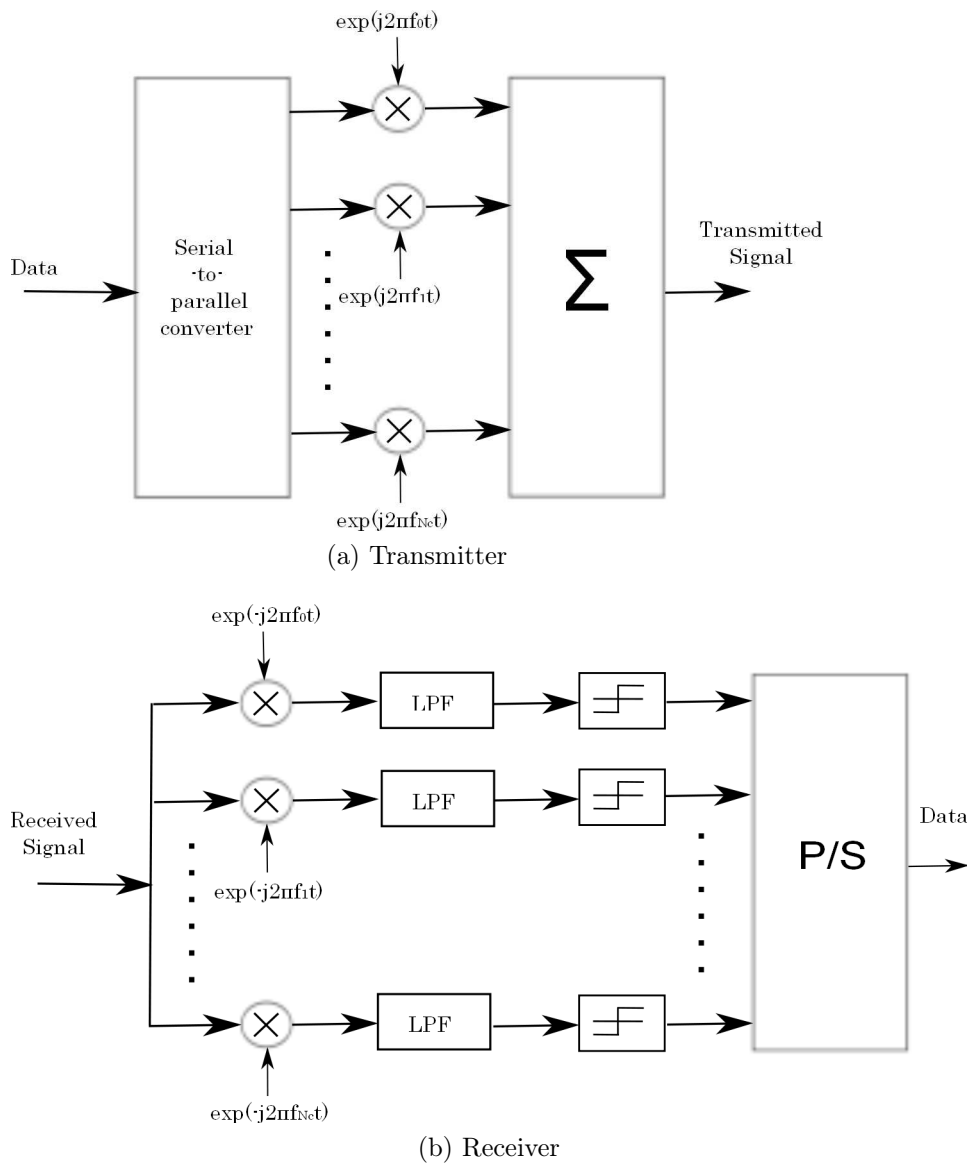 exp(j2πf₀t)
Serial
-to-
parallel
converter
Data
Σ
Transmitted
Signal
exp(j2πf₁t)
exp(j2πf_Nc t)
(a) Transmitter
exp(-j2πf₀t)
LPF
LPF
Received
Signal
exp(-j2πf₁t)
P/S
Data
LPF
exp(-j2πf_Nc t)
(b) Receiver